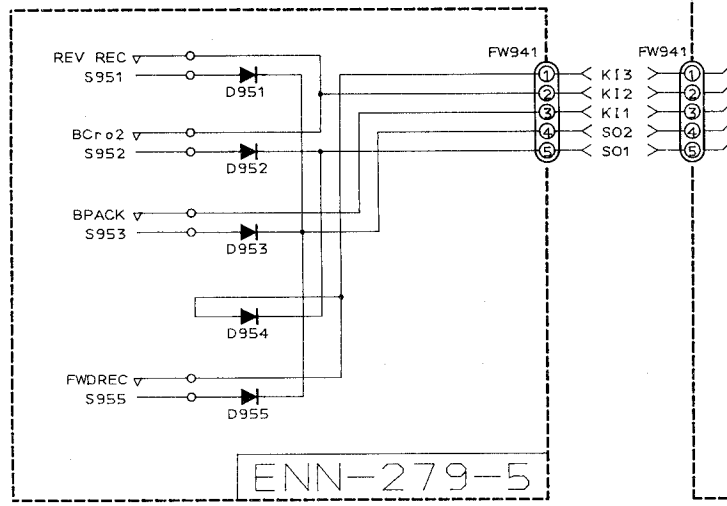 REV REC
S951
D951
BCro2
S952
D952
BPACK
S953
D953
D954
FWDREC
S955
D955
FW941
1
2
3
4
5
KI3
KI2
KI1
SO2
SO1
FW941
1
2
3
4
5
ENN-279-5